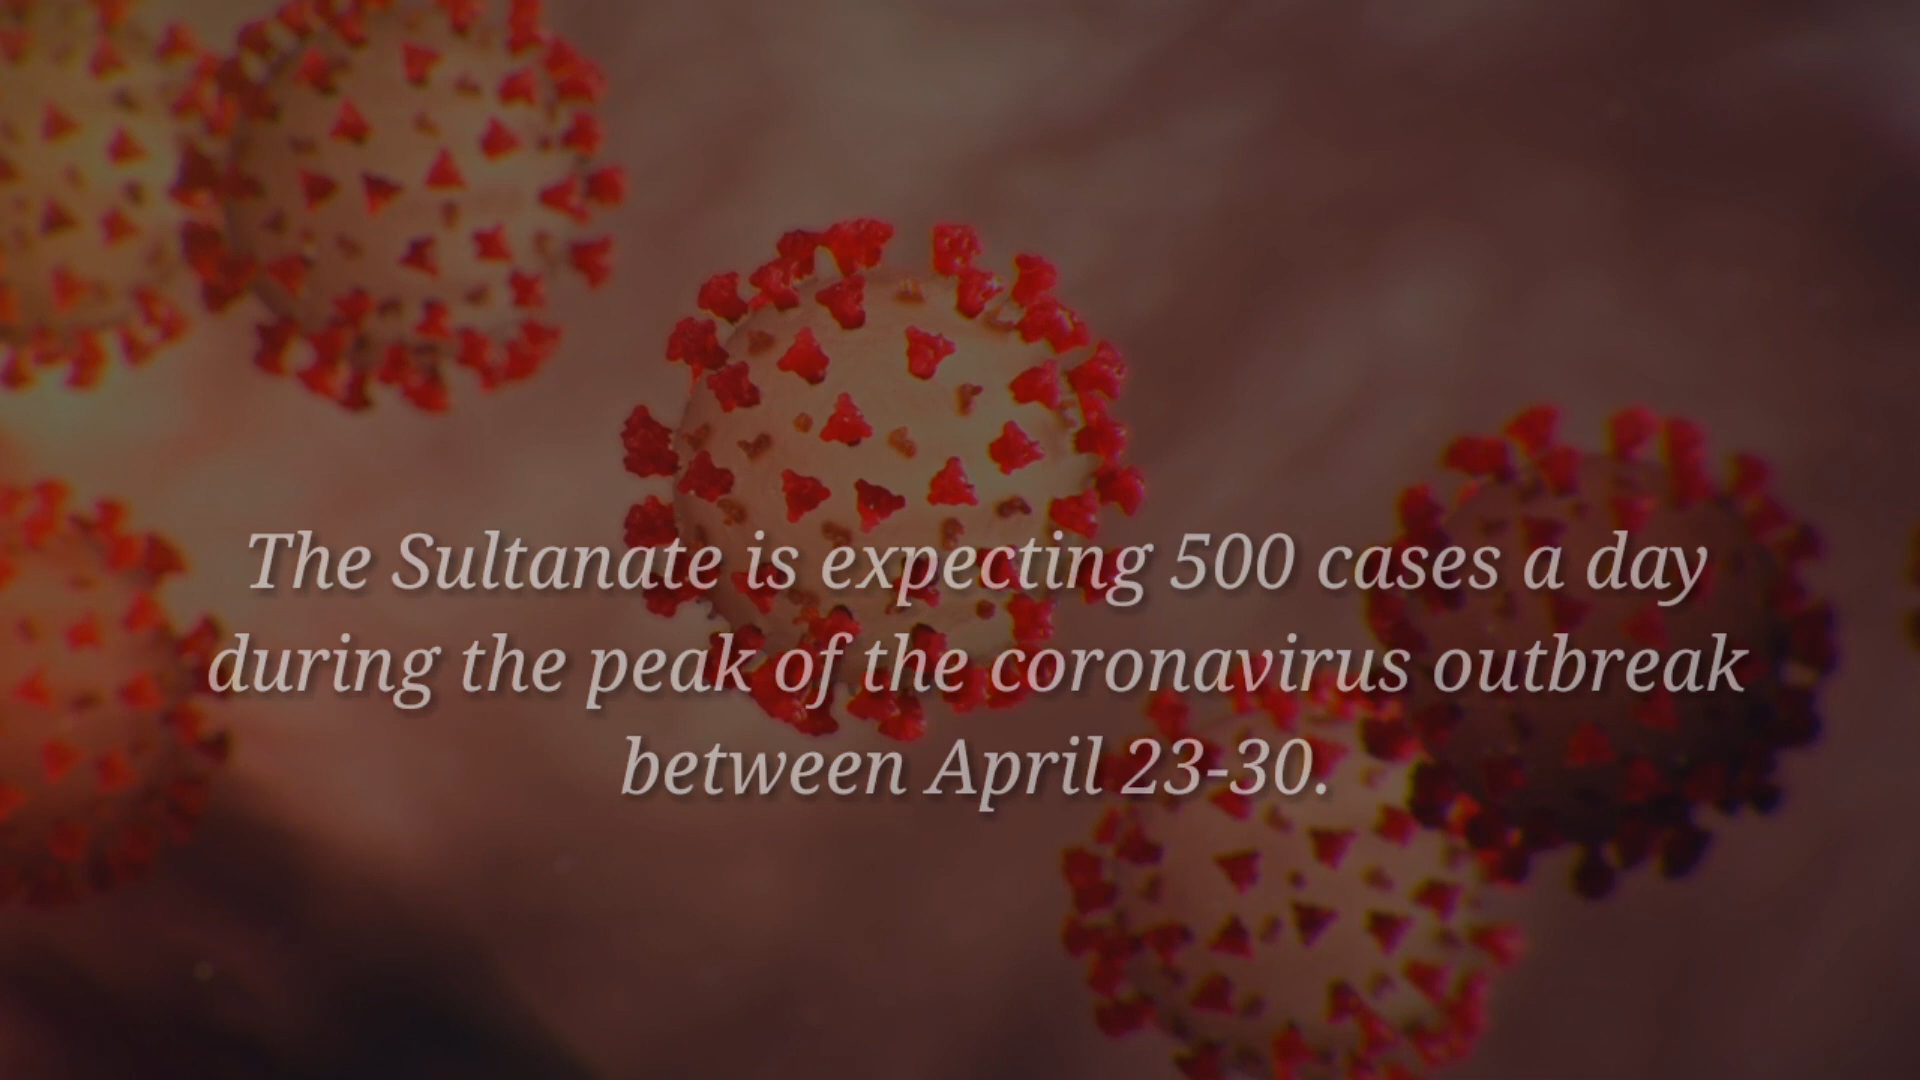 The Sultanate is expecting 500 cases a day
during the peak of the coronavirus outbreak
between April 23-30.